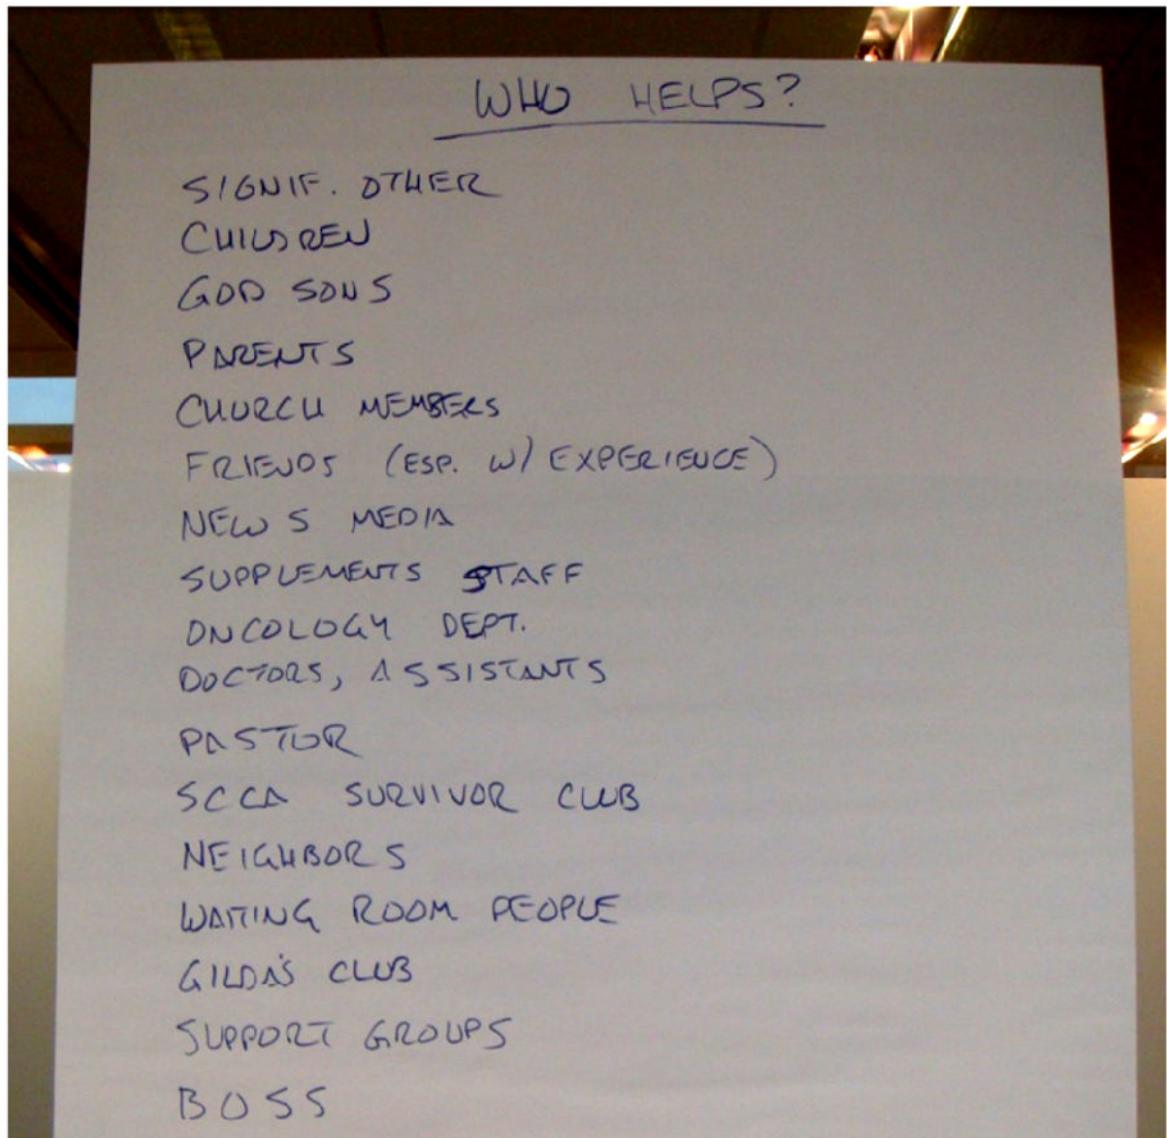 WHO HELPS?
SIGNIF. OTHER
CHILDREN
GOD SONS
PARENTS
CHURCH MEMBERS
FRIENDS (ESP. W/ EXPERIENCE)
NEWS MEDIA
SUPPLEMENTS STAFF
ONCOLOGY DEPT.
DOCTORS, ASSISTANTS
PASTOR
SCCA SURVIVOR CLUB
NEIGHBORS
WAITING ROOM PEOPLE
GILDA'S CLUB
SUPPORT GROUPS
BOSS